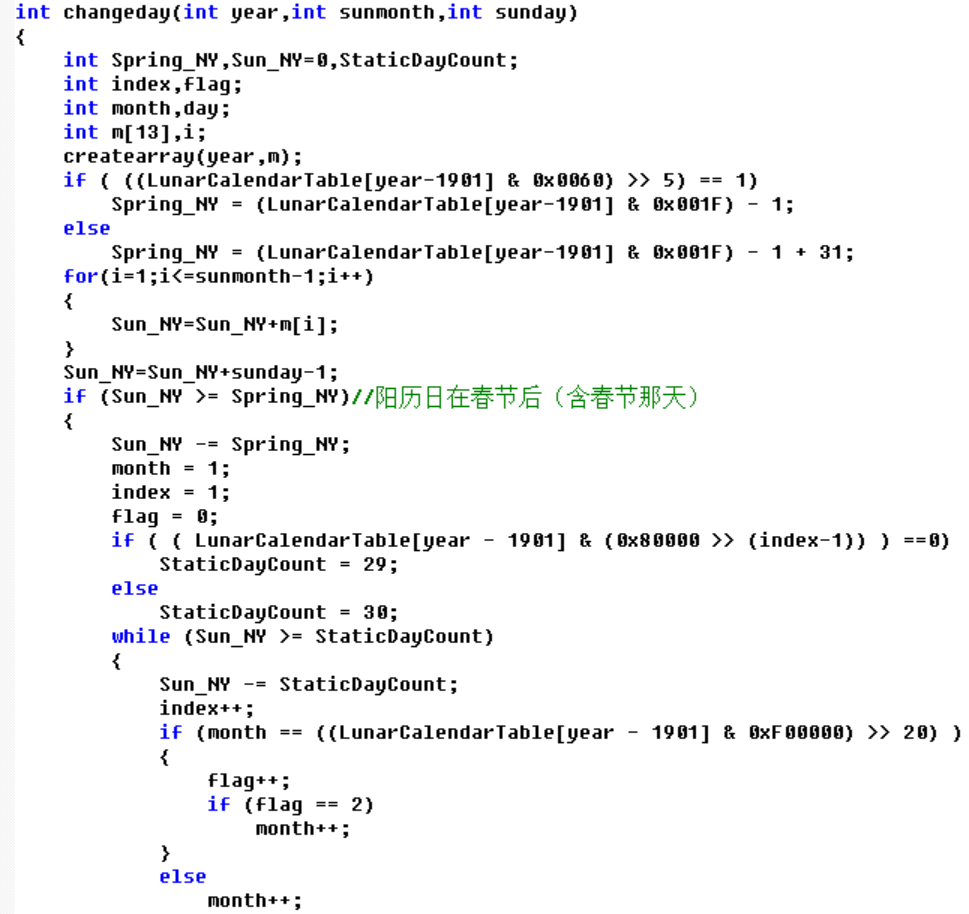 int changeday(int year,int sunmonth,int sunday)
{
    int Spring_NY,Sun_NY=0,StaticDayCount;
    int index,flag;
    int month,day;
    int m[13],i;
    createarray(year,m);
    if ( ((LunarCalendarTable[year-1901] & 0x0060) >> 5) == 1)
        Spring_NY = (LunarCalendarTable[year-1901] & 0x001F) - 1;
    else
        Spring_NY = (LunarCalendarTable[year-1901] & 0x001F) - 1 + 31;
    for(i=1;i<=sunmonth-1;i++)
    {
        Sun_NY=Sun_NY+m[i];
    }
    Sun_NY=Sun_NY+sunday-1;
    if (Sun_NY >= Spring_NY)//阳历日在春节后（含春节那天）
    {
        Sun_NY -= Spring_NY;
        month = 1;
        index = 1;
        flag = 0;
        if ( ( LunarCalendarTable[year - 1901] & (0x80000 >> (index-1)) ) ==0)
            StaticDayCount = 29;
        else
            StaticDayCount = 30;
        while (Sun_NY >= StaticDayCount)
        {
            Sun_NY -= StaticDayCount;
            index++;
            if (month == ((LunarCalendarTable[year - 1901] & 0xF00000) >> 20) )
            {
                flag++;
                if (flag == 2)
                    month++;
            }
            else
                month++;